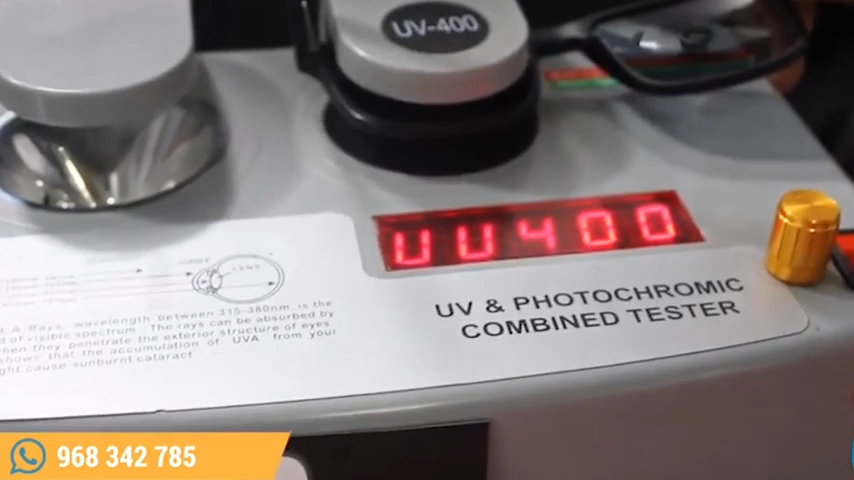 UV-400
UU400
UV & PHOTOCHROMIC
COMBINED TESTER
A Rays, wavelength between 315-380nm, is the
of visible spectrum. The rays can be absorbed by
when they penetrate the exterior structure of eyes.
shows that the accumulation of UVA from your
cause sunburnt cataract
968 342 785